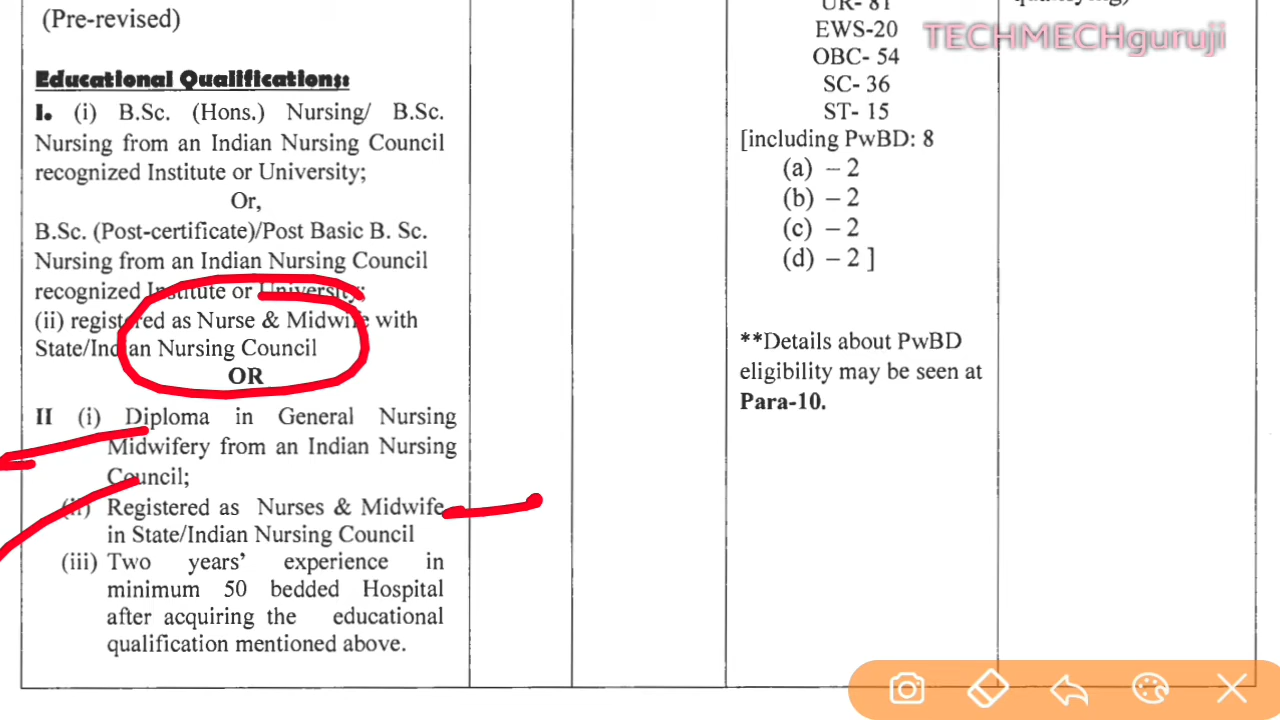 (Pre-revised)
Educational Qualifications:
I. (i) B.Sc. (Hons.) Nursing/ B.Sc.
Nursing from an Indian Nursing Council
recognized Institute or University;
Or,
B.Sc. (Post-certificate)/Post Basic B. Sc.
Nursing from an Indian Nursing Council
recognized Institute or University;
(ii) registered as Nurse & Midwife with
State/Indian Nursing Council
OR
II (i) Diploma in General Nursing
Midwifery from an Indian Nursing
Council;
(ii) Registered as Nurses & Midwife
in State/Indian Nursing Council
(iii) Two years' experience in
minimum 50 bedded Hospital
after acquiring the educational
qualification mentioned above.
UR- 81
EWS-20
OBC- 54
SC- 36
ST- 15
[including PwBD: 8
(a) – 2
(b) – 2
(c) – 2
(d) – 2 ]
**Details about PwBD
eligibility may be seen at
Para-10.
qualifying)
TECHMECHguruji